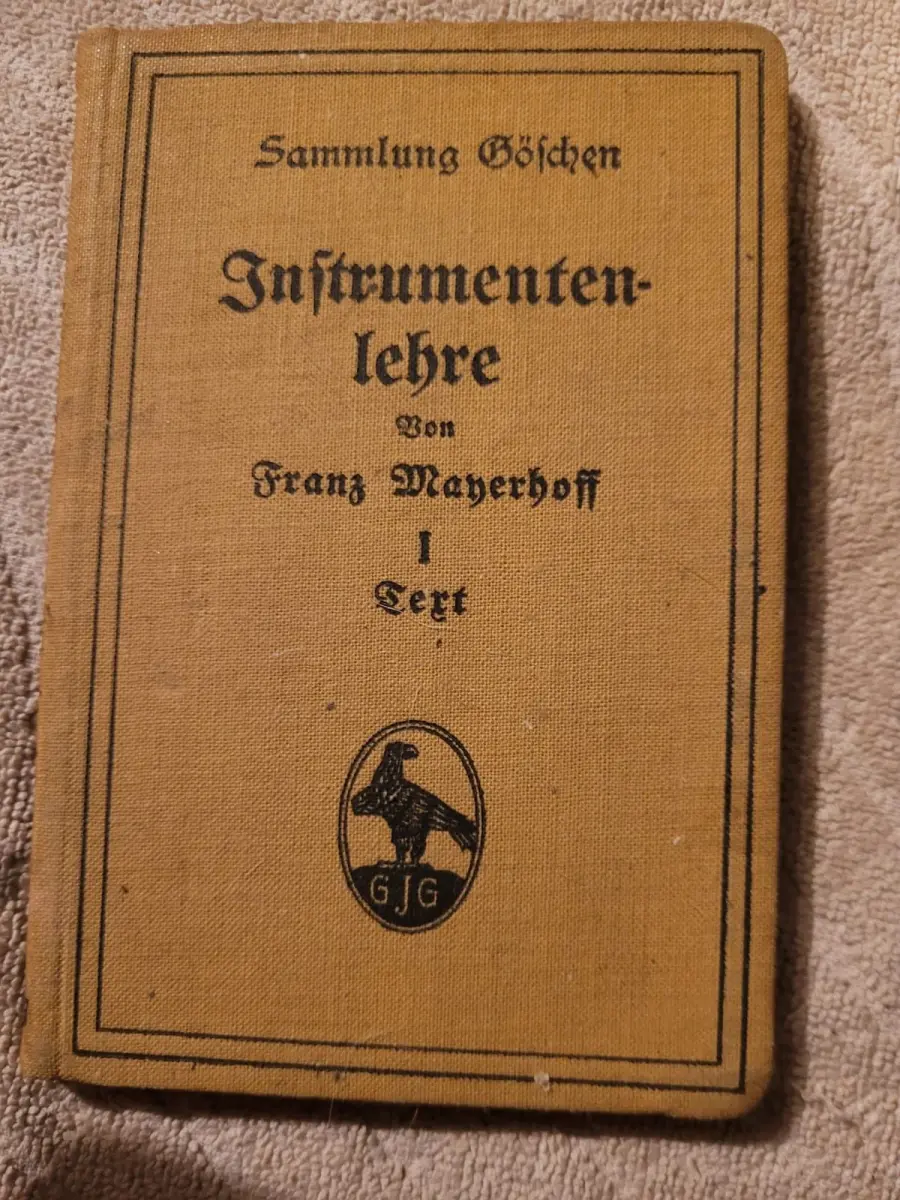 Sammlung Göſchen
Inſtrumenten-
lehre
Von
Franz Mayerhoff
I
Text
GJG